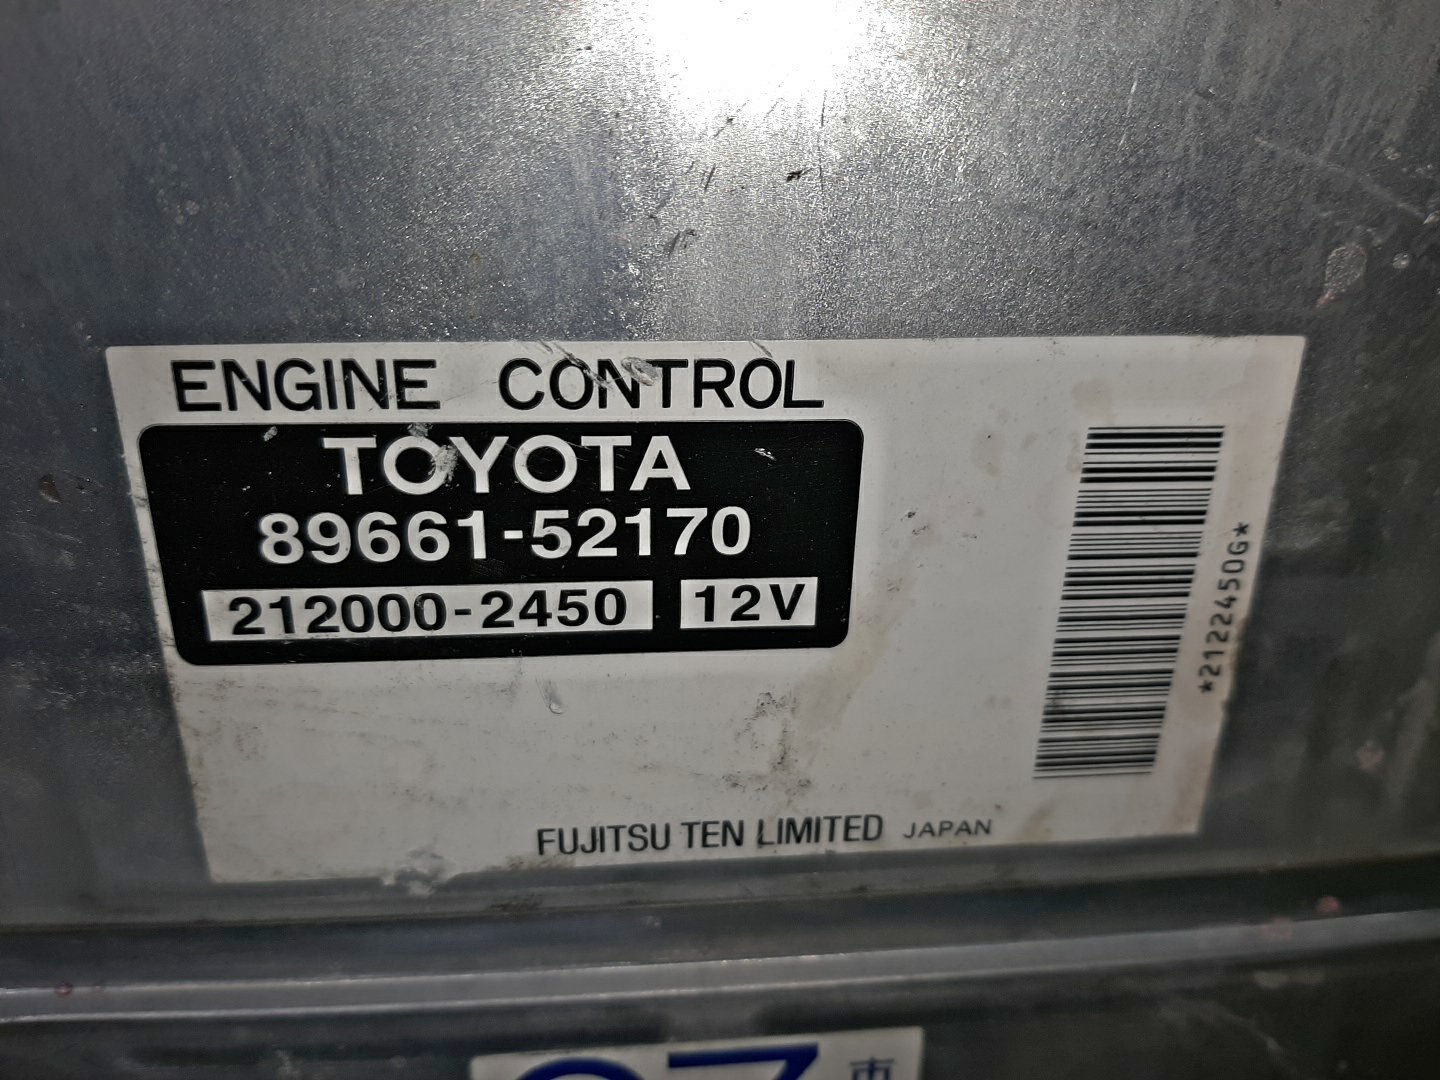 ENGINE CONTROL
TOYOTA
89661-52170
212000-2450 12V
*2122450G*
FUJITSU TEN LIMITED JAPAN